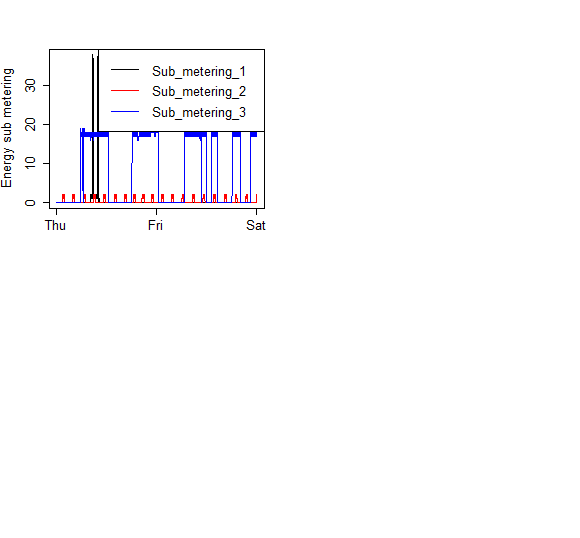 Energy sub metering
30
20
10
0
Sub_metering_1
Sub_metering_2
Sub_metering_3
Thu Fri Sat